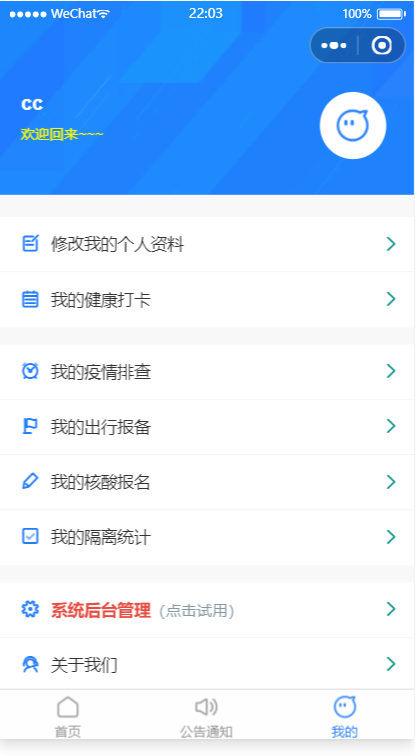 WeChat
22:03
100%
cc
欢迎回来~~~
修改我的个人资料
我的健康打卡
我的疫情排查
我的出行报备
我的核酸报名
我的隔离统计
系统后台管理 (点击试用)
关于我们
首页
公告通知
我的